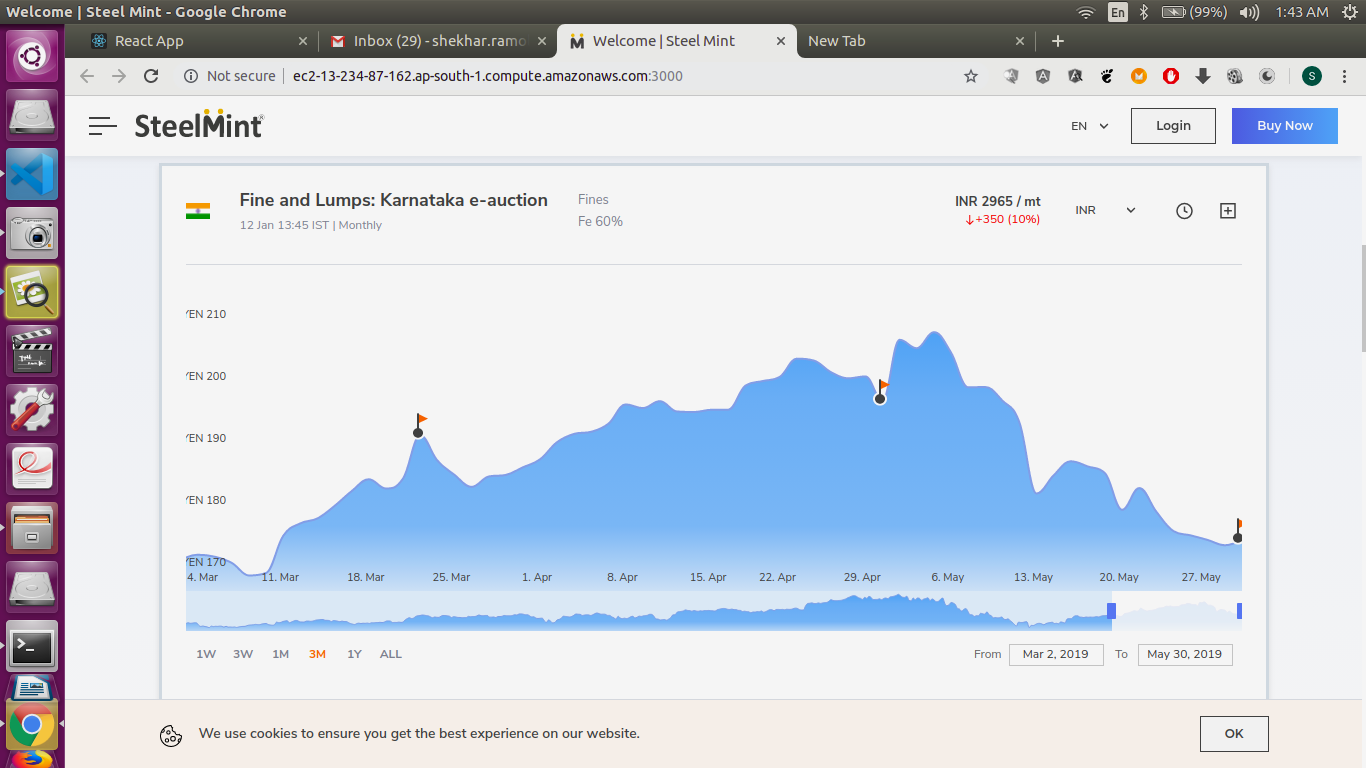 Welcome | Steel Mint - Google Chrome
En
(99%)
1:43 AM
React App
Inbox (29) - shekhar.ramo
Welcome | Steel Mint
New Tab
Not secure
ec2-13-234-87-162.ap-south-1.compute.amazonaws.com:3000
S
SteelMint®
EN
Login
Buy Now
Fine and Lumps: Karnataka e-auction
12 Jan 13:45 IST | Monthly
Fines
Fe 60%
INR 2965 / mt
↓+350 (10%)
INR
YEN 210
YEN 200
YEN 190
YEN 180
YEN 170
4. Mar 11. Mar 18. Mar 25. Mar 1. Apr 8. Apr 15. Apr 22. Apr 29. Apr 6. May 13. May 20. May 27. May
1W 3W 1M 3M 1Y ALL
From Mar 2, 2019 To May 30, 2019
We use cookies to ensure you get the best experience on our website.
OK